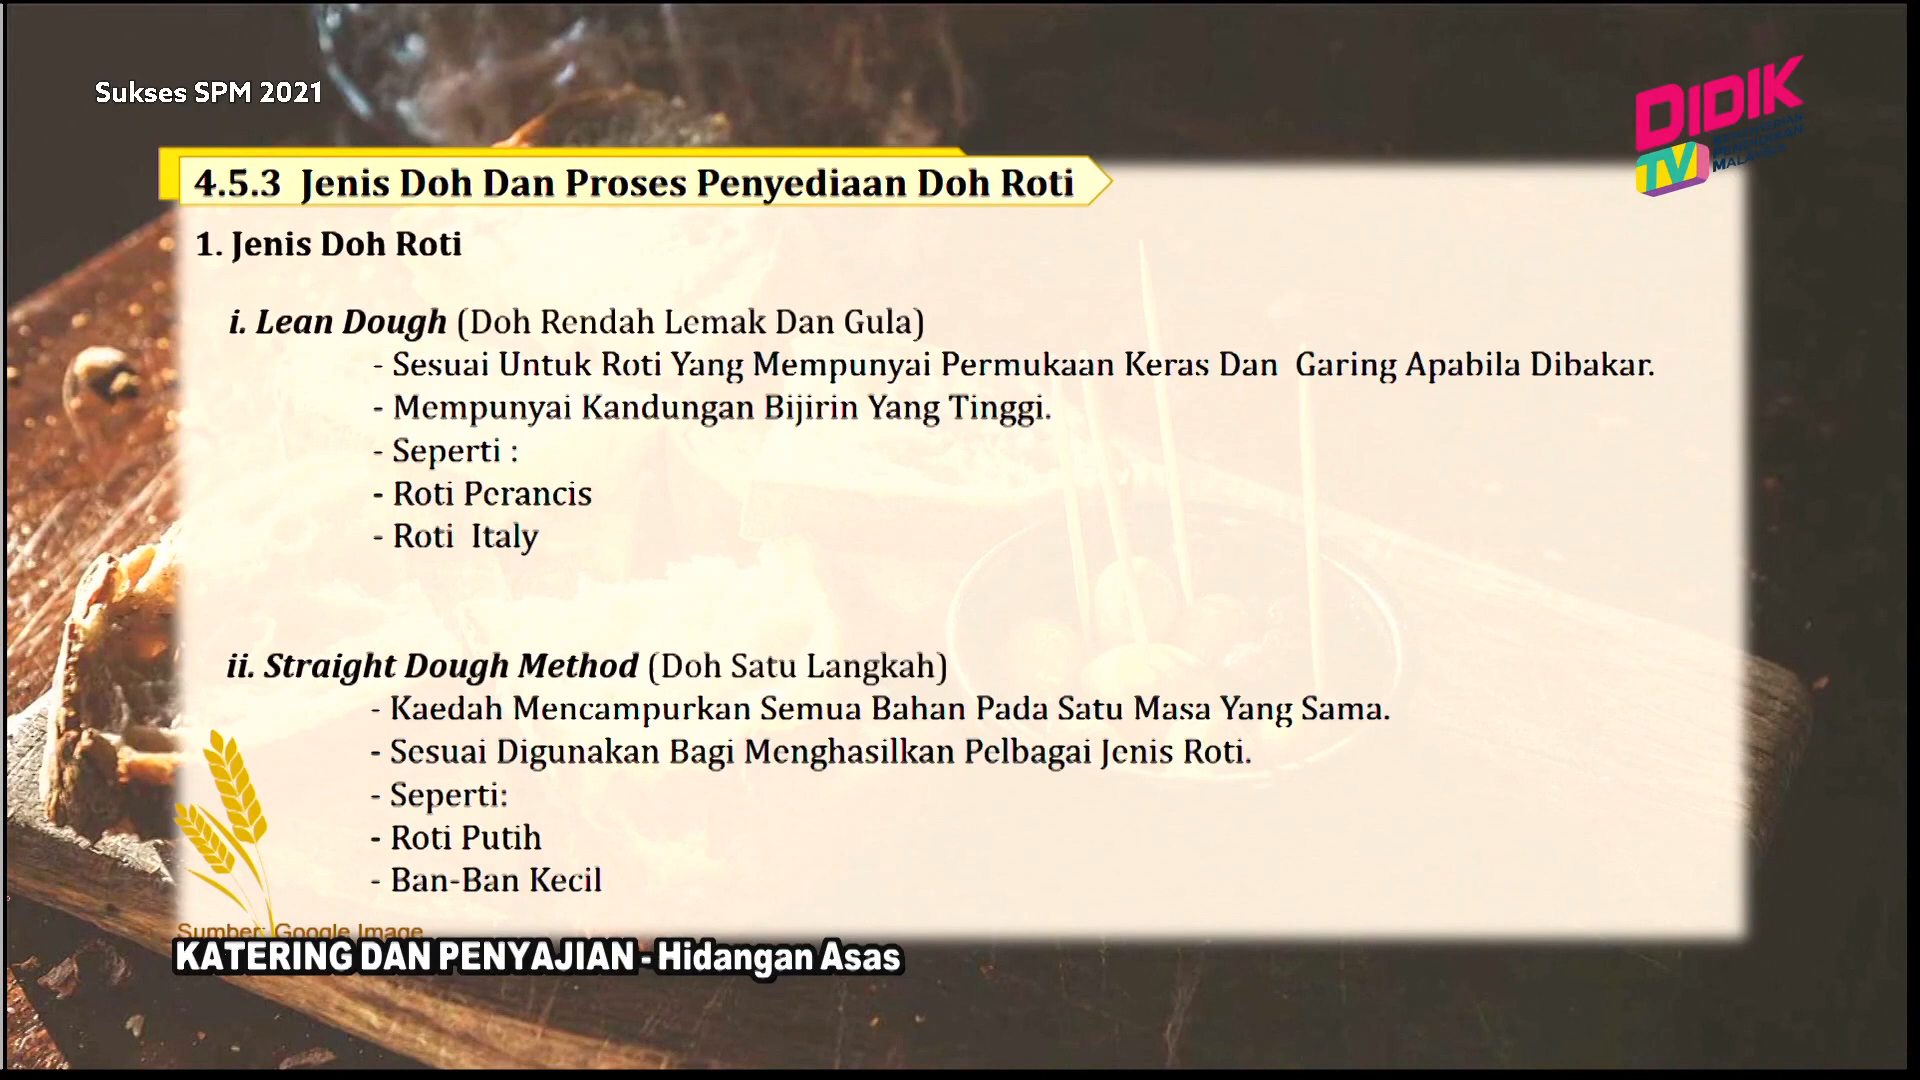 Sukses SPM 2021
DIDIK
TV
KEMENTERIAN
PENDIDIKAN
MALAYSIA
4.5.3 Jenis Doh Dan Proses Penyediaan Doh Roti
1. Jenis Doh Roti
i. Lean Dough (Doh Rendah Lemak Dan Gula)
- Sesuai Untuk Roti Yang Mempunyai Permukaan Keras Dan Garing Apabila Dibakar.
- Mempunyai Kandungan Bijirin Yang Tinggi.
- Seperti :
- Roti Perancis
- Roti Italy
ii. Straight Dough Method (Doh Satu Langkah)
- Kaedah Mencampurkan Semua Bahan Pada Satu Masa Yang Sama.
- Sesuai Digunakan Bagi Menghasilkan Pelbagai Jenis Roti.
- Seperti:
- Roti Putih
- Ban-Ban Kecil
Sumber: Google Image
KATERING DAN PENYAJIAN - Hidangan Asas